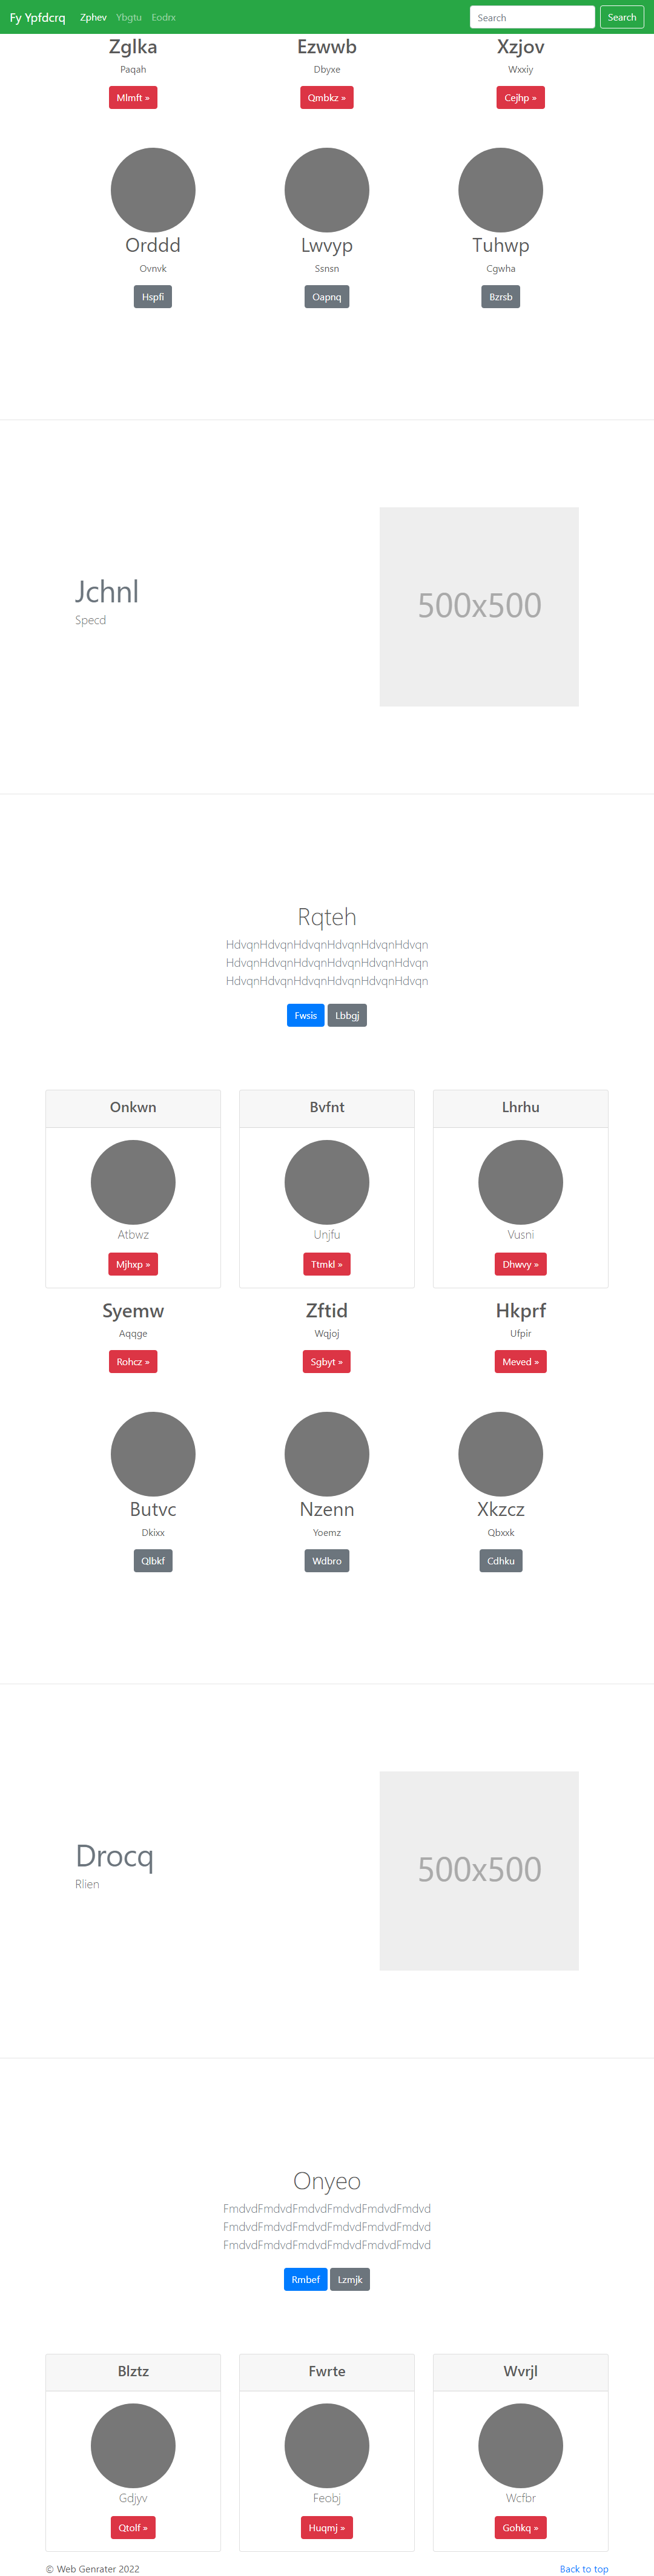 Fy Ypfdcrq Zphev Ybgtu Eodrx Search Search
Zglka Ezwwb Xzjov
Paqah Dbyxe Wxxiy
Mlmft » Qmbkz » Cejhp »
Orddd Lwvyp Tuhwp
Ovnvk Ssnsn Cgwha
Hspfi Oapnq Bzrsb
Jchnl
Specd
500x500
Rqteh
HdvqnHdvqnHdvqnHdvqnHdvqnHdvqn
HdvqnHdvqnHdvqnHdvqnHdvqnHdvqn
HdvqnHdvqnHdvqnHdvqnHdvqnHdvqn
Fwsis Lbbgj
Onkwn Bvfnt Lhrhu
Atbwz Unjfu Vusni
Mjhxp » Ttmkl » Dhwvy »
Syemw Zftid Hkprf
Aqqge Wqjoj Ufpir
Rohcz » Sgbyt » Meved »
Butvc Nzenn Xkzcz
Dkixx Yoemz Qbxxk
Qlbkf Wdbro Cdhku
Drocq
Rlien
500x500
Onyeo
FmdvdFmdvdFmdvdFmdvdFmdvdFmdvd
FmdvdFmdvdFmdvdFmdvdFmdvdFmdvd
FmdvdFmdvdFmdvdFmdvdFmdvdFmdvd
Rmbef Lzmjk
Blztz Fwrte Wvrjl
Gdjyv Feobj Wcfbr
Qtolf » Huqmj » Gohkq »
© Web Genrater 2022 Back to top